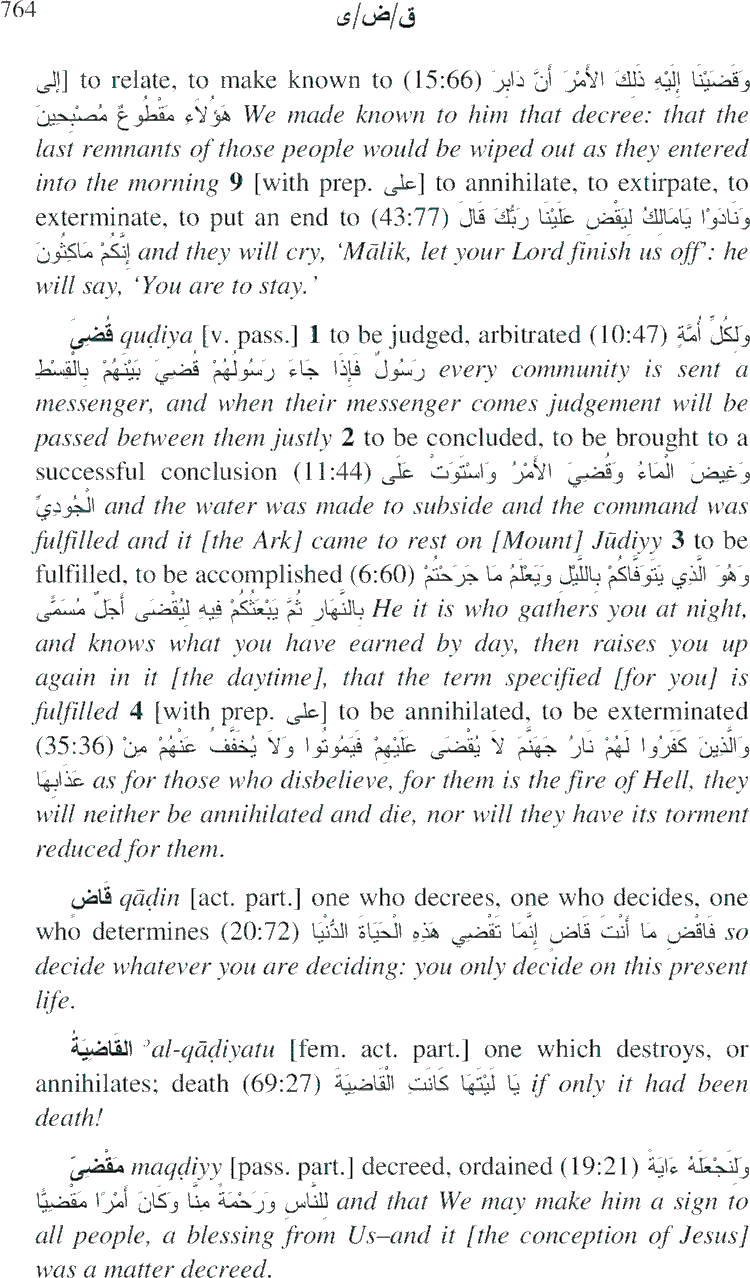 764
ق/ض/ى
إلى] to relate, to make known to (15:66) وَقَضَيْنَا إِلَيْهِ ذَلِكَ الأَمْرَ أَنَّ دَابِرَ
هَؤُلاَءِ مَقْطُوعٌ مُصْبِحِينَ We made known to him that decree: that the
last remnants of those people would be wiped out as they entered
into the morning 9 [with prep. على] to annihilate, to extirpate, to
exterminate, to put an end to (43:77) وَنَادَوْا يَامَالِكُ لِيَقْضِ عَلَيْنَا رَبُّكَ قَالَ
إِنَّكُمْ مَاكِثُونَ and they will cry, ‘Mālik, let your Lord finish us off’: he
will say, ‘You are to stay.’
قُضِىَ quḍiya [v. pass.] 1 to be judged, arbitrated (10:47) وَلِكُلِّ أُمَّةٍ
رَسُولٌ فَإِذَا جَاءَ رَسُولُهُمْ قُضِيَ بَيْنَهُمْ بِالْقِسْطِ every community is sent a
messenger, and when their messenger comes judgement will be
passed between them justly 2 to be concluded, to be brought to a
successful conclusion (11:44) وَغِيضَ الْمَاءُ وَقُضِيَ الأَمْرُ وَاسْتَوَتْ عَلَى
الْجُودِيِّ and the water was made to subside and the command was
fulfilled and it [the Ark] came to rest on [Mount] Jūdiyy 3 to be
fulfilled, to be accomplished (6:60) وَهُوَ الَّذِي يَتَوَفَّاكُمْ بِاللَّيْلِ وَيَعْلَمُ مَا جَرَحْتُمْ
بِالنَّهَارِ ثُمَّ يَبْعَثُكُمْ فِيهِ لِيُقْضَى أَجَلٌ مُسَمًّى He it is who gathers you at night,
and knows what you have earned by day, then raises you up
again in it [the daytime], that the term specified [for you] is
fulfilled 4 [with prep. على] to be annihilated, to be exterminated
(35:36) وَالَّذِينَ كَفَرُوا لَهُمْ نَارُ جَهَنَّمَ لاَ يُقْضَى عَلَيْهِمْ فَيَمُوتُوا وَلاَ يُخَفَّفُ عَنْهُمْ مِنْ
عَذَابِهَا as for those who disbelieve, for them is the fire of Hell, they
will neither be annihilated and die, nor will they have its torment
reduced for them.
قَاضٍ qāḍin [act. part.] one who decrees, one who decides, one
who determines (20:72) فَاقْضِ مَا أَنْتَ قَاضٍ إِنَّمَا تَقْضِي هَذِهِ الْحَيَاةَ الدُّنْيَا so
decide whatever you are deciding: you only decide on this present
life.
القَاضِيَةُ ʾal-qāḍiyatu [fem. act. part.] one which destroys, or
annihilates; death (69:27) يَا لَيْتَهَا كَانَتِ الْقَاضِيَةَ if only it had been
death!
مَقْضِىّ maqḍiyy [pass. part.] decreed, ordained (19:21) وَلِنَجْعَلَهُ ءَايَةً
لِلنَّاسِ وَرَحْمَةً مِنَّا وَكَانَ أَمْرًا مَقْضِيًّا and that We may make him a sign to
all people, a blessing from Us–and it [the conception of Jesus]
was a matter decreed.